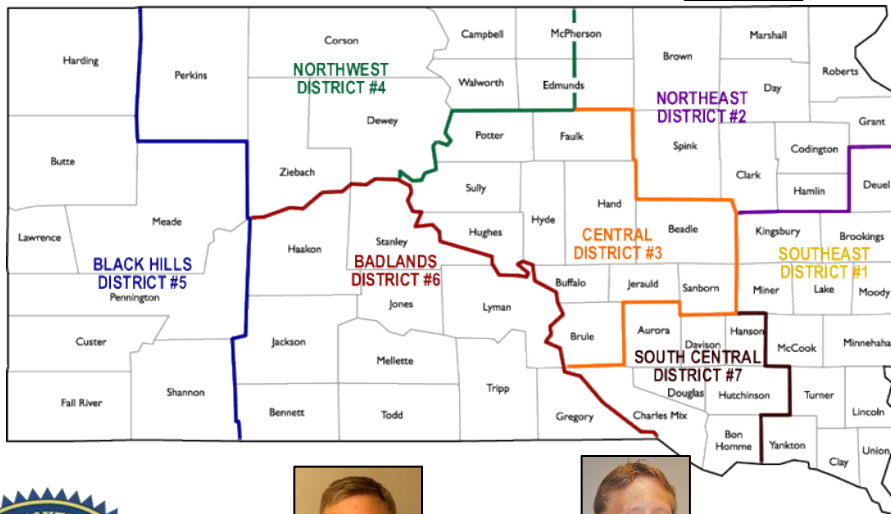 Harding
Perkins
Corson
Campbell
McPherson
Brown
Marshall
Roberts
NORTHWEST
DISTRICT #4
Walworth
Edmunds
NORTHEAST
DISTRICT #2
Day
Grant
Butte
Dewey
Ziebach
Potter
Faulk
Spink
Clark
Codington
Hamlin
Deuel
Lawrence
Meade
BLACK HILLS
DISTRICT #5
Pennington
Haakon
Stanley
BADLANDS
DISTRICT #6
Sully
Hughes
Hyde
Hand
CENTRAL
DISTRICT #3
Beadle
Kingsbury
Brookings
SOUTHEAST
DISTRICT #1
Miner
Lake
Moody
Jones
Lyman
Buffalo
Jerauld
Sanborn
Custer
Jackson
Mellette
Brule
Aurora
Davison
Hanson
McCook
Minnehaha
SOUTH CENTRAL
DISTRICT #7
Fall River
Shannon
Bennett
Todd
Tripp
Gregory
Charles Mix
Douglas
Hutchinson
Turner
Lincoln
Bon
Homme
Yankton
Clay
Union